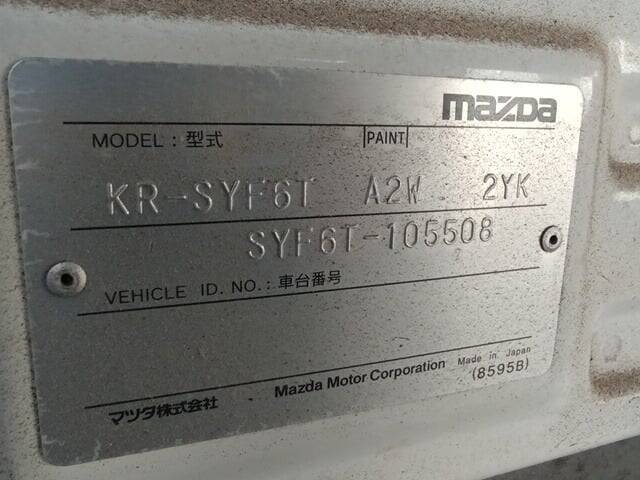 mazda
MODEL : 型式 PAINT
KR-SYF6T A2W 2YK
SYF6T-105508
VEHICLE ID. NO. : 車台番号
マツダ株式会社 Mazda Motor Corporation Made in Japan
(8595B)